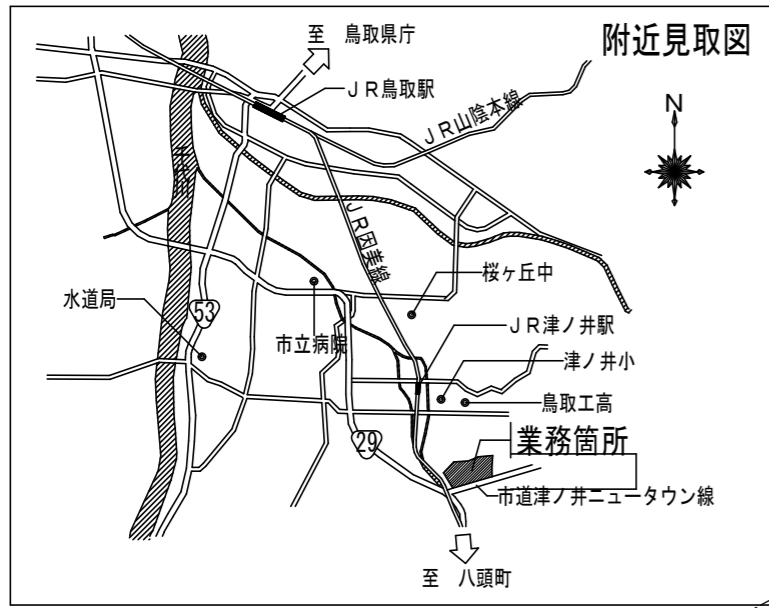 附近見取図
至 鳥取県庁
JR鳥取駅
JR山陰本線
N
千代川
JR因美線
桜ヶ丘中
水道局
53
市立病院
JR津ノ井駅
津ノ井小
鳥取工高
29
業務箇所
市道津ノ井ニュータウン線
至 八頭町